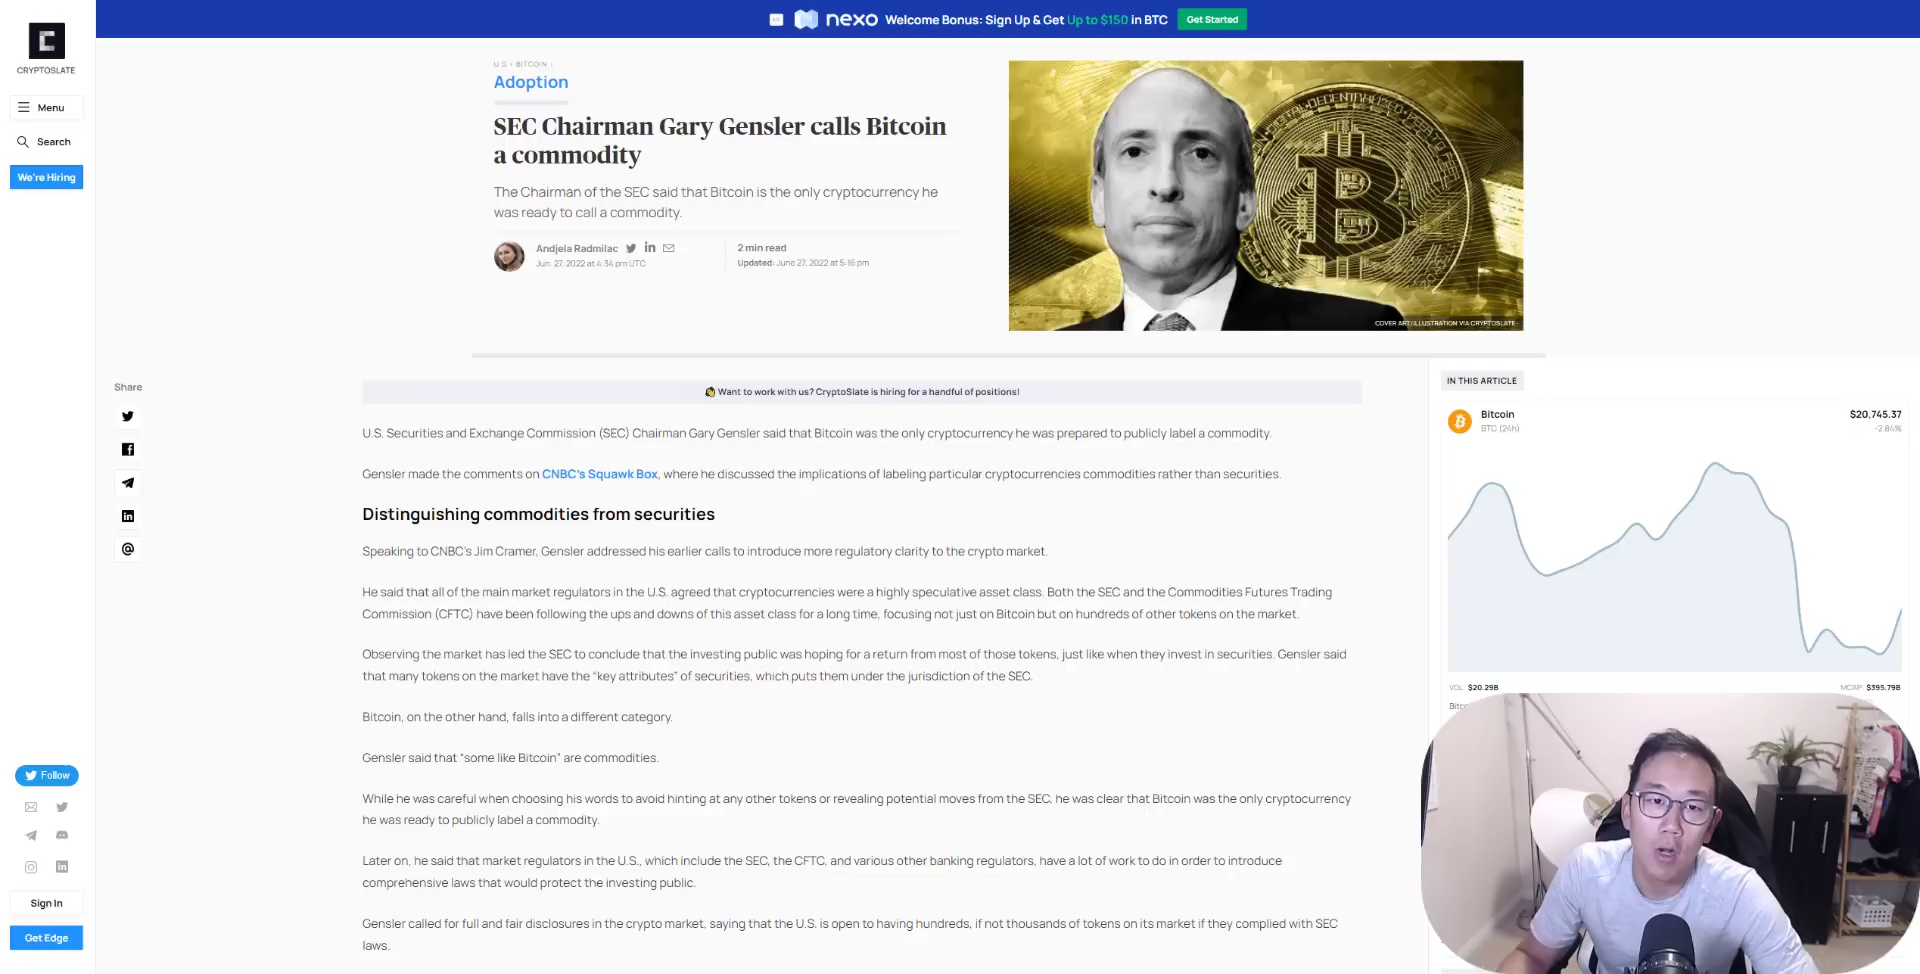 nexo Welcome Bonus: Sign Up & Get Up to $150 in BTC Get Started
CRYPTOSLATE
Menu
Search
We're Hiring
U.S. › BITCOIN ›
Adoption
SEC Chairman Gary Gensler calls Bitcoin
a commodity
The Chairman of the SEC said that Bitcoin is the only cryptocurrency he
was ready to call a commodity.
Andjela Radmilac
Jun. 27, 2022 at 4:34 pm UTC
2 min read
Updated: June 27, 2022 at 5:16 pm
DIGITAL DECENTRALIZED
COVER ART/ILLUSTRATION VIA CRYPTOSLATE
Share
Want to work with us? CryptoSlate is hiring for a handful of positions!
U.S. Securities and Exchange Commission (SEC) Chairman Gary Gensler said that Bitcoin was the only cryptocurrency he was prepared to publicly label a commodity.
Gensler made the comments on CNBC's Squawk Box, where he discussed the implications of labeling particular cryptocurrencies commodities rather than securities.
Distinguishing commodities from securities
Speaking to CNBC's Jim Cramer, Gensler addressed his earlier calls to introduce more regulatory clarity to the crypto market.
He said that all of the main market regulators in the U.S. agreed that cryptocurrencies were a highly speculative asset class. Both the SEC and the Commodities Futures Trading
Commission (CFTC) have been following the ups and downs of this asset class for a long time, focusing not just on Bitcoin but on hundreds of other tokens on the market.
Observing the market has led the SEC to conclude that the investing public was hoping for a return from most of those tokens, just like when they invest in securities. Gensler said
that many tokens on the market have the “key attributes” of securities, which puts them under the jurisdiction of the SEC.
Bitcoin, on the other hand, falls into a different category.
Gensler said that “some like Bitcoin” are commodities.
While he was careful when choosing his words to avoid hinting at any other tokens or revealing potential moves from the SEC, he was clear that Bitcoin was the only cryptocurrency
he was ready to publicly label a commodity.
Later on, he said that market regulators in the U.S., which include the SEC, the CFTC, and various other banking regulators, have a lot of work to do in order to introduce
comprehensive laws that would protect the investing public.
Gensler called for full and fair disclosures in the crypto market, saying that the U.S. is open to having hundreds, if not thousands of tokens on its market if they complied with SEC
laws.
IN THIS ARTICLE
Bitcoin $20,745.37
BTC (24h) -2.84%
VOL $20.29B MCAP $395.79B
Follow
Sign In
Get Edge